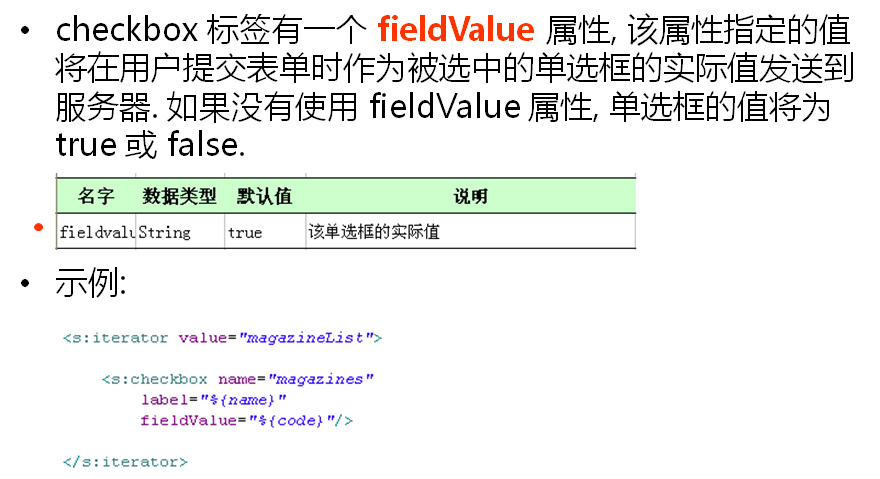 • checkbox 标签有一个 fieldValue 属性, 该属性指定的值
将在用户提交表单时作为被选中的单选框的实际值发送到
服务器. 如果没有使用 fieldValue 属性, 单选框的值将为
true 或 false.
名字 数据类型 默认值 说明
• fieldvalu String true 该单选框的实际值
• 示例:
<s:iterator value="magazineList">
<s:checkbox name="magazines"
label="%{name}"
fieldValue="%{code}"/>
</s:iterator>